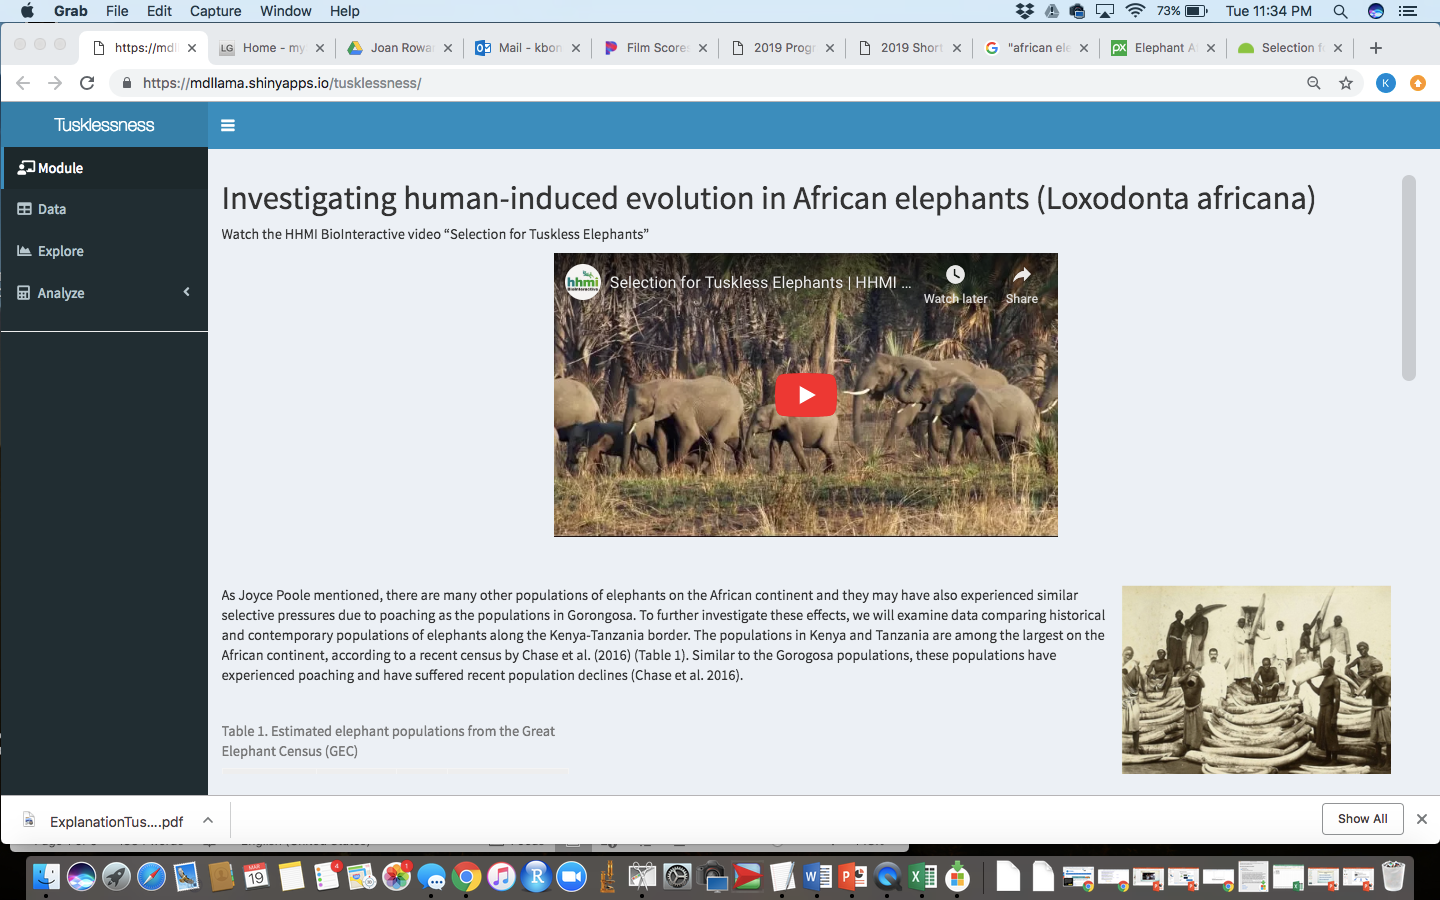 Grab File Edit Capture Window Help 73% Tue 11:34 PM
https://mdl LG Home - my Joan Rowa Mail - kbon Film Score 2019 Progr 2019 Short "african ele Elephant A Selection f
https://mdllama.shinyapps.io/tusklessness/ K
Tusklessness
Module
Data
Explore
Analyze
Investigating human-induced evolution in African elephants (Loxodonta africana)
Watch the HHMI BioInteractive video “Selection for Tuskless Elephants”
hhmi Selection for Tuskless Elephants | HHMI ...
Watch later Share
As Joyce Poole mentioned, there are many other populations of elephants on the African continent and they may have also experienced similar
selective pressures due to poaching as the populations in Gorongosa. To further investigate these effects, we will examine data comparing historical
and contemporary populations of elephants along the Kenya-Tanzania border. The populations in Kenya and Tanzania are among the largest on the
African continent, according to a recent census by Chase et al. (2016) (Table 1). Similar to the Gorogosa populations, these populations have
experienced poaching and have suffered recent population declines (Chase et al. 2016).
Table 1. Estimated elephant populations from the Great
Elephant Census (GEC)
ExplanationTus....pdf Show All
MAR
19
4
1